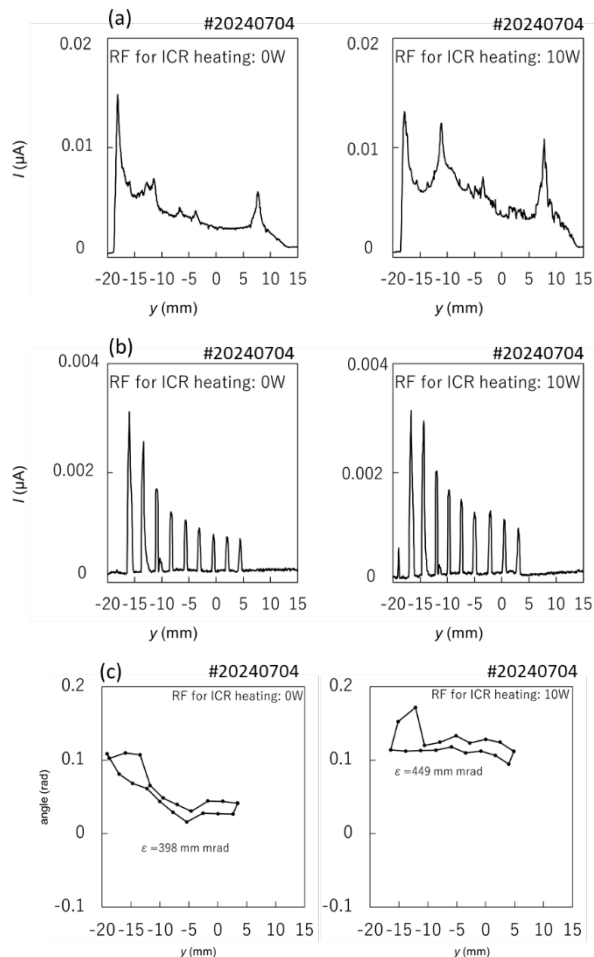 (a) #20240704 #20240704
0.02 RF for ICR heating: 0W 0.02 RF for ICR heating: 10W
I (μA) 0.01 0.01
0 0
-20 -15 -10 -5 0 5 10 15 -20 -15 -10 -5 0 5 10 15
y (mm) y (mm)
(b) #20240704 #20240704
0.004 RF for ICR heating: 0W 0.004 RF for ICR heating: 10W
I (μA) 0.002 0.002
0 0
-20 -15 -10 -5 0 5 10 15 -20 -15 -10 -5 0 5 10 15
y (mm) y (mm)
(c) #20240704 #20240704
0.2 RF for ICR heating: 0W 0.2 RF for ICR heating: 10W
angle (rad) 0.1 0.1
ε =449 mm mrad
0 ε =398 mm mrad 0
-0.1 -0.1
-20 -15 -10 -5 0 5 10 15 -20 -15 -10 -5 0 5 10 15
y (mm) y (mm)